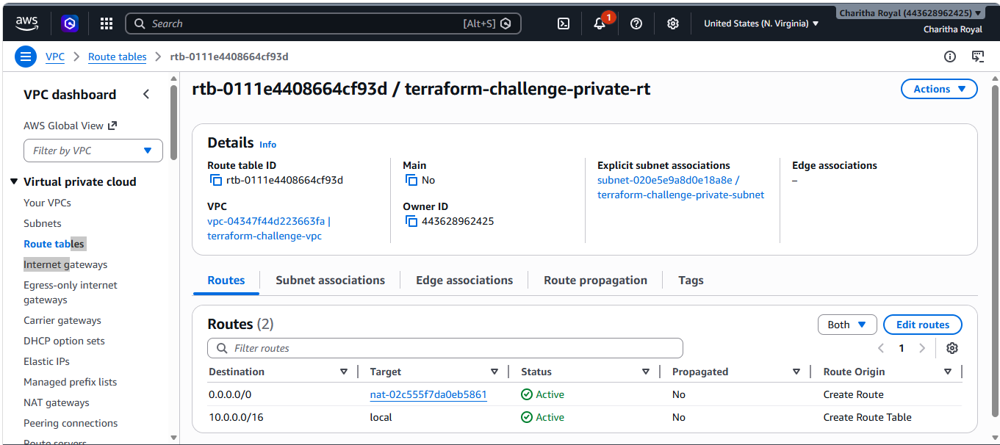 aws
Search
[Alt+S]
1
United States (N. Virginia)
Charitha Royal (443628962425)
Charitha Royal
VPC
Route tables
rtb-0111e4408664cf93d
VPC dashboard
AWS Global View
Filter by VPC
Virtual private cloud
Your VPCs
Subnets
Route tables
Internet gateways
Egress-only internet
gateways
Carrier gateways
DHCP option sets
Elastic IPs
Managed prefix lists
NAT gateways
Peering connections
Route servers
rtb-0111e4408664cf93d / terraform-challenge-private-rt
Actions
Details Info
Route table ID
rtb-0111e4408664cf93d
Main
No
Explicit subnet associations
subnet-020e5e9a8d0e18a8e /
terraform-challenge-private-subnet
Edge associations
–
VPC
vpc-04347f44d223663fa |
terraform-challenge-vpc
Owner ID
443628962425
Routes
Subnet associations
Edge associations
Route propagation
Tags
Routes (2)
Both
Edit routes
Filter routes
1
Destination Target Status Propagated Route Origin
0.0.0.0/0 nat-02c555f7da0eb5861 Active No Create Route
10.0.0.0/16 local Active No Create Route Table